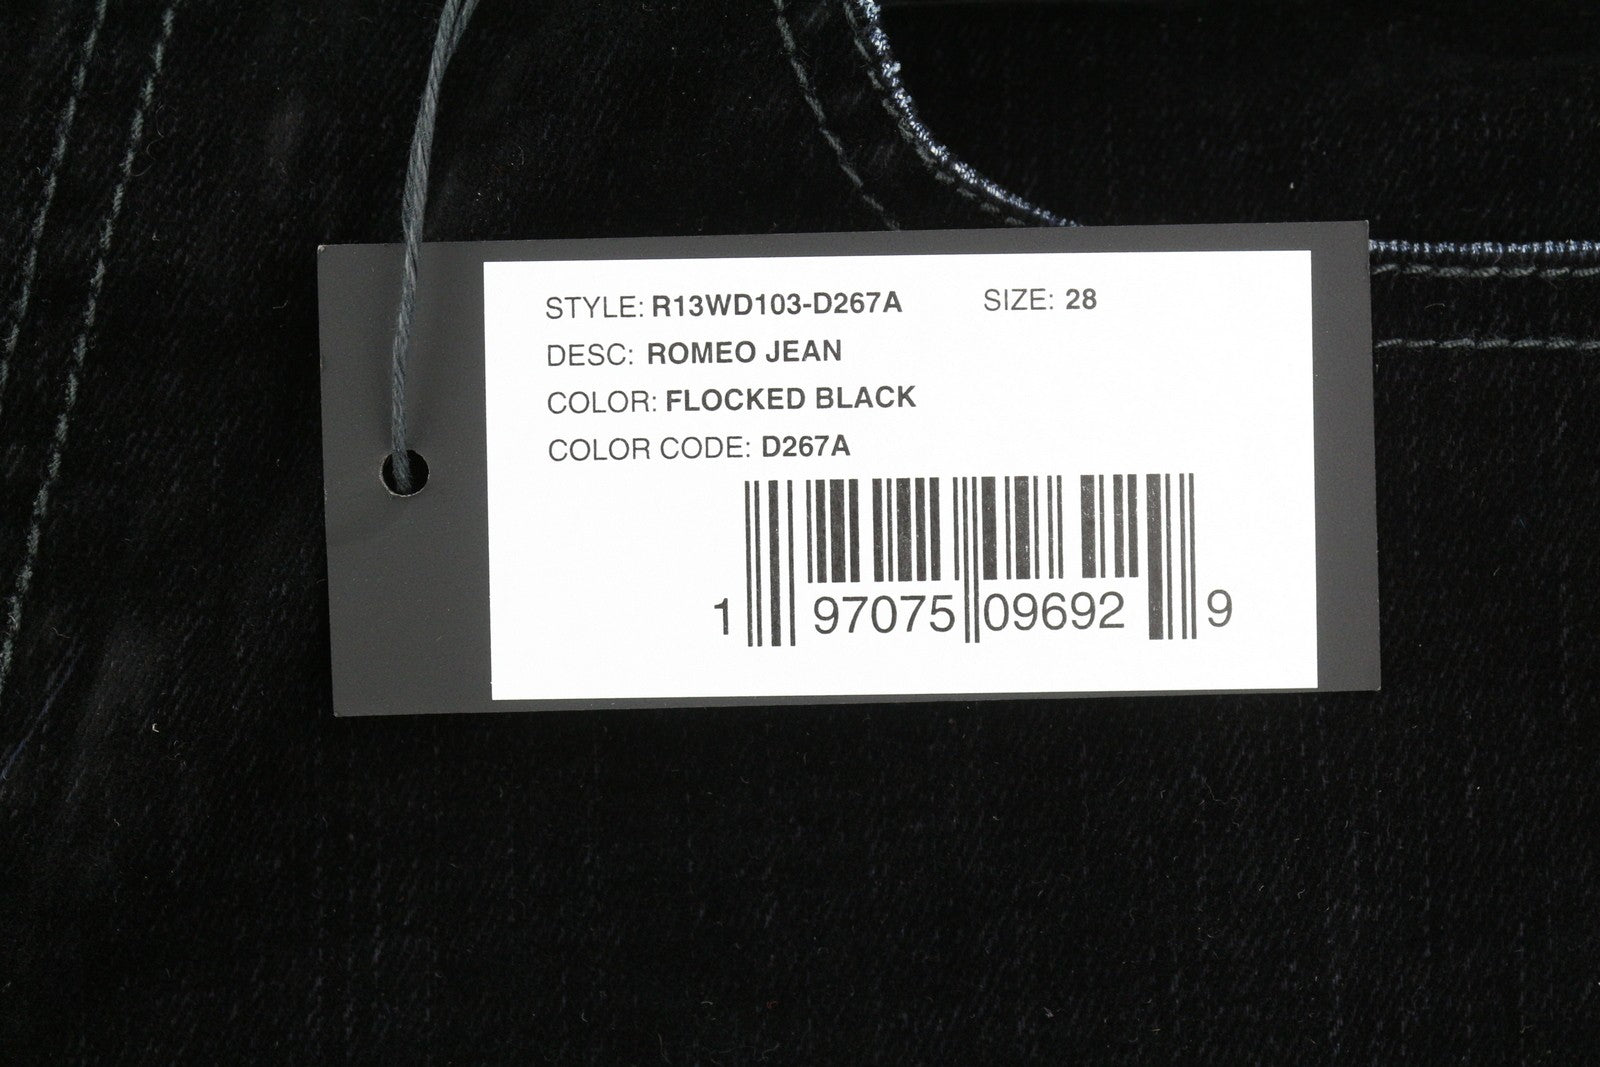 STYLE: R13WD103-D267A SIZE: 28
DESC: ROMEO JEAN
COLOR: FLOCKED BLACK
COLOR CODE: D267A
1 97075 09692 9